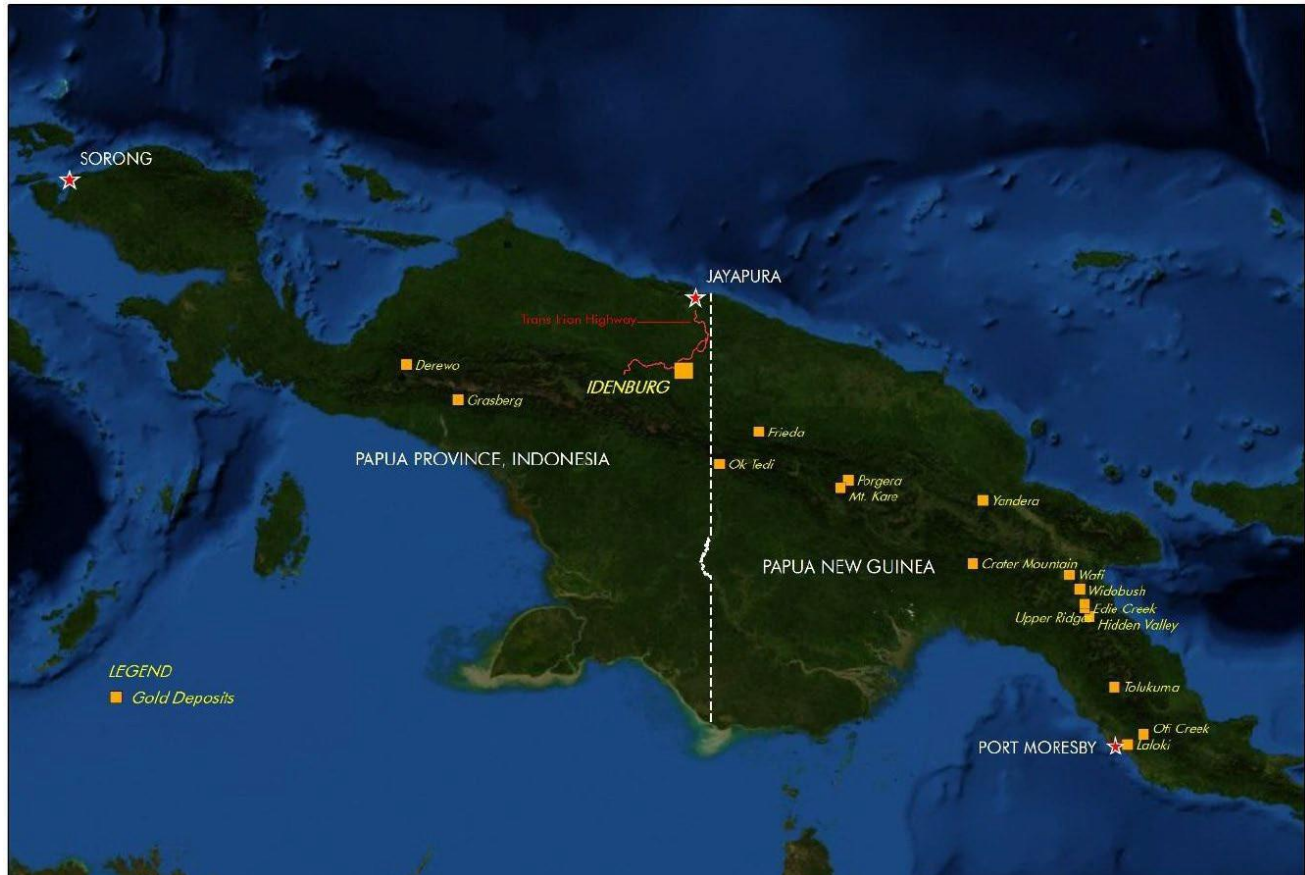 SORONG
JAYAPURA
Trans Irian Highway
Derewo
IDENBURG
Grasberg
Frieda
PAPUA PROVINCE, INDONESIA
Ok Tedi
Porgera
Mt. Kare
Yandera
PAPUA NEW GUINEA
Crater Mountain
Wafi
Widobush
Edie Creek
Upper Ridge
Hidden Valley
LEGEND
Gold Deposits
Tolukuma
Ofi Creek
PORT MORESBY
Laloki